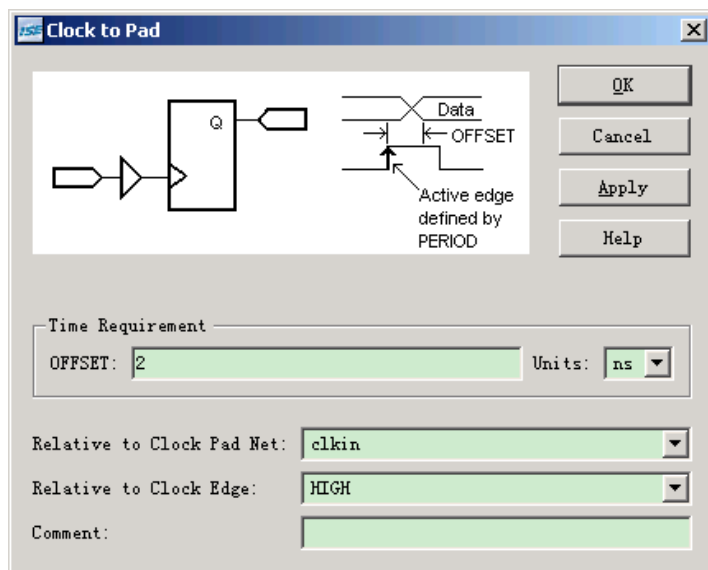 ISE Clock to Pad
Q
Data
OFFSET
Active edge
defined by
PERIOD
OK
Cancel
Apply
Help
Time Requirement
OFFSET: 2 Units: ns
Relative to Clock Pad Net: clkin
Relative to Clock Edge: HIGH
Comment: